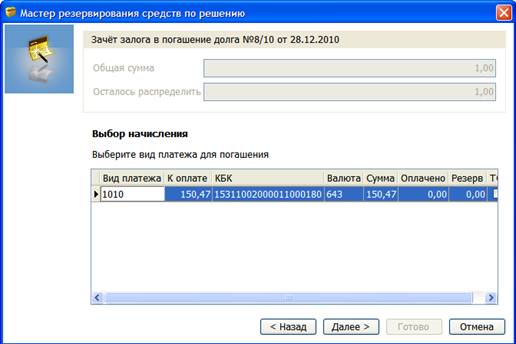 Мастер резервирования средств по решению
Зачёт залога в погашение долга №8/10 от 28.12.2010
Общая сумма 1,00
Осталось распределить 1,00
Выбор начисления
Выберите вид платежа для погашения
Вид платежа К оплате КБК Валюта Сумма Оплачено Резерв
1010 150,47 15311002000011000180 643 150,47 0,00 0,00
< Назад Далее > Готово Отмена